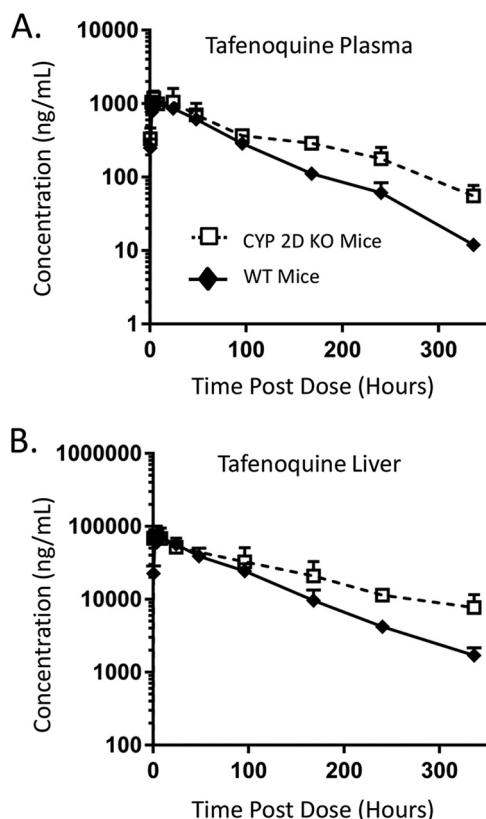 A.
Tafenoquine Plasma
Concentration (ng/mL)
10000
1000
100
10
1
CYP 2D KO Mice
WT Mice
0
100
200
300
Time Post Dose (Hours)
B.
Tafenoquine Liver
Concentration (ng/mL)
1000000
100000
10000
1000
100
0
100
200
300
Time Post Dose (Hours)